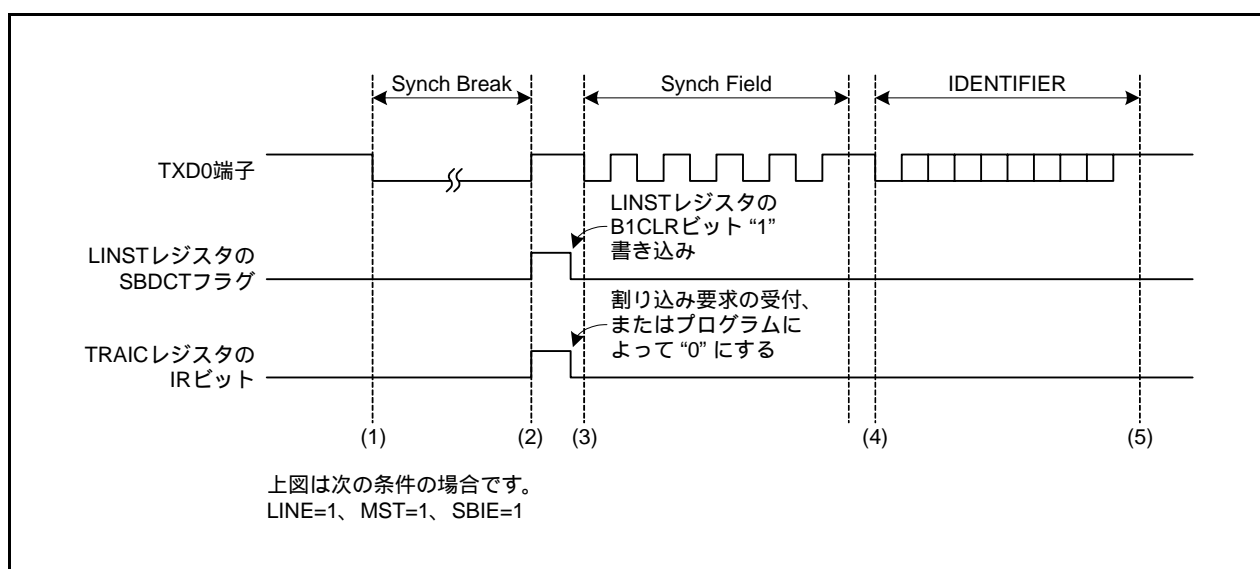 Synch Break
Synch Field
IDENTIFIER
TXD0端子
LINSTレジスタの
B1CLRビット “1”
書き込み
LINSTレジスタの
SBDCTフラグ
割り込み要求の受付、
またはプログラムに
よって “0” にする
TRAICレジスタの
IRビット
(1)
(2)
(3)
(4)
(5)
上図は次の条件の場合です。
LINE=1、MST=1、SBIE=1